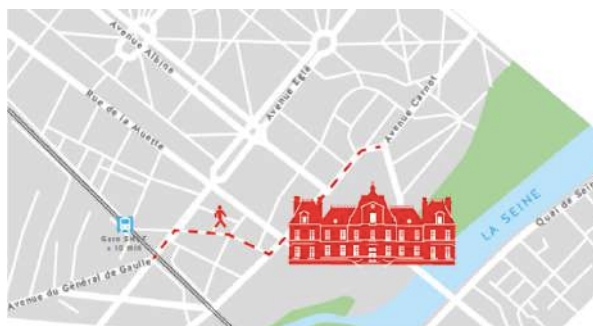 Avenue Albine
Avenue Eglé
Rue de la Muette
Avenue Carnot
LA SEINE
Quai de Seine
Gare SNCF
à 10 min
Avenue du Général de Gaulle